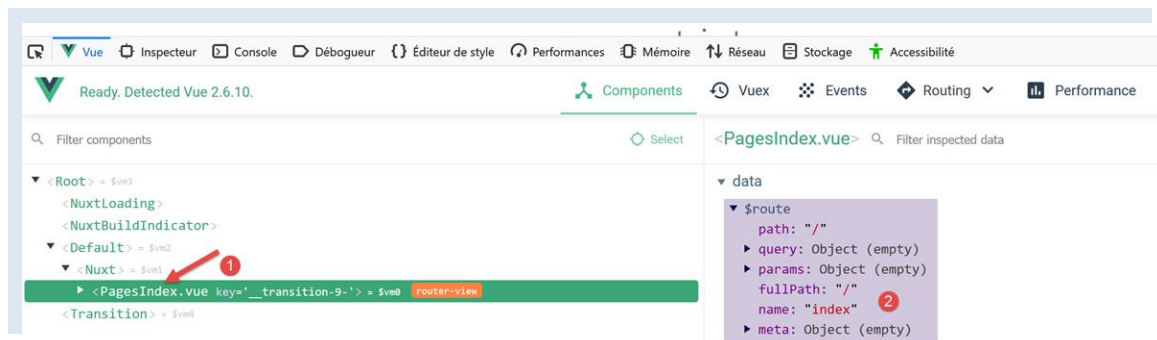 Vue Inspecteur Console Débogueur {} Éditeur de style Performances Mémoire Réseau Stockage Accessibilité
Ready. Detected Vue 2.6.10. Components Vuex Events Routing Performance
Filter components Select <PagesIndex.vue> Filter inspected data
<Root> = $vm3
<NuxtLoading>
<NuxtBuildIndicator>
<Default> = $vm2
<Nuxt> = $vm1 1
<PagesIndex.vue key='__transition-9-'> = $vm0 router-view
<Transition> = $vm4
data
$route
path: "/"
query: Object (empty)
params: Object (empty)
fullPath: "/"
name: "index" 2
meta: Object (empty)